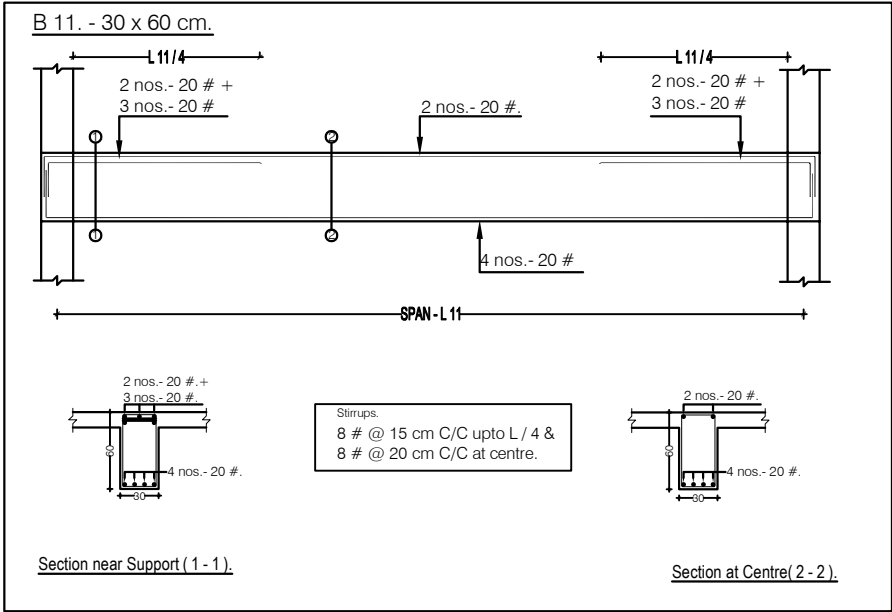 B 11. - 30 x 60 cm.
L 11 / 4
L 11 / 4
2 nos.- 20 # +
3 nos.- 20 #
2 nos.- 20 #.
2 nos.- 20 # +
3 nos.- 20 #
1
2
1
2
4 nos.- 20 #
SPAN - L 11
2 nos.- 20 #.+
3 nos.- 20 #.
60
4 nos.- 20 #.
30
Stirrups.
8 # @ 15 cm C/C upto L / 4 &
8 # @ 20 cm C/C at centre.
2 nos.- 20 #.
60
4 nos.- 20 #.
30
Section near Support ( 1 - 1 ).
Section at Centre( 2 - 2 ).